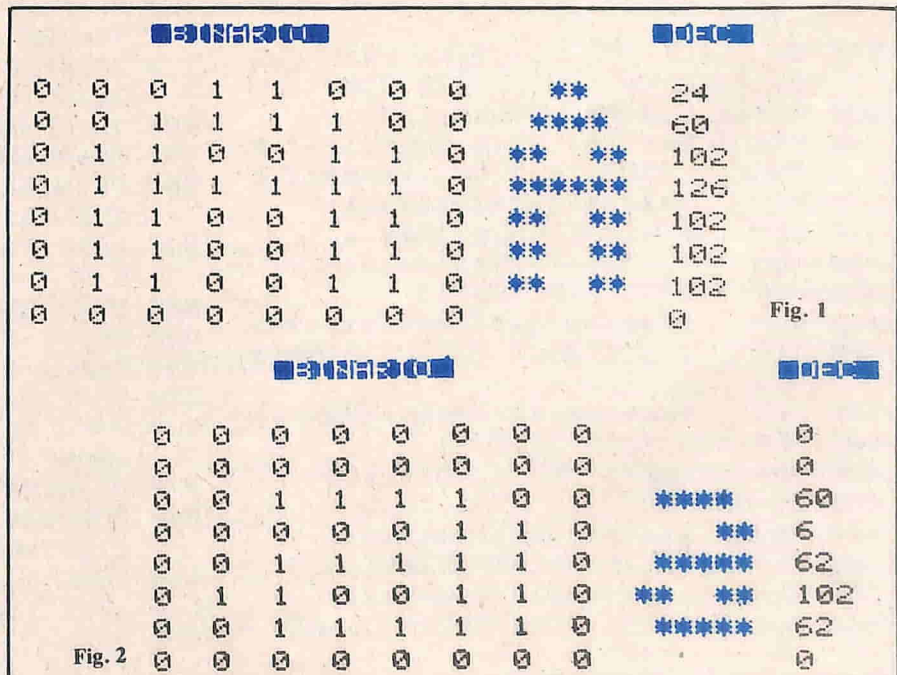 BINARIO DEC
0 0 0 1 1 0 0 0 ** 24
0 0 1 1 1 1 0 0 **** 60
0 1 1 0 0 1 1 0 ** ** 102
0 1 1 1 1 1 1 0 ****** 126
0 1 1 0 0 1 1 0 ** ** 102
0 1 1 0 0 1 1 0 ** ** 102
0 1 1 0 0 1 1 0 ** ** 102
0 0 0 0 0 0 0 0 0
Fig. 1
BINARIO DEC
0 0 0 0 0 0 0 0 0
0 0 0 0 0 0 0 0 0
0 0 1 1 1 1 0 0 **** 60
0 0 0 0 0 1 1 0 ** 6
0 0 1 1 1 1 1 0 ***** 62
0 1 1 0 0 1 1 0 ** ** 102
0 0 1 1 1 1 1 0 ***** 62
Fig. 2 0 0 0 0 0 0 0 0 0